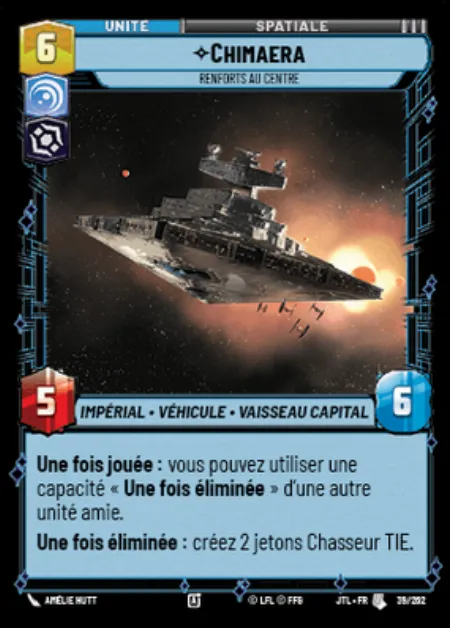 UNITÉ
SPATIALE
6
CHIMAERA
RENFORTS AU CENTRE
5
IMPÉRIAL • VÉHICULE • VAISSEAU CAPITAL
6
Une fois jouée : vous pouvez utiliser une
capacité « Une fois éliminée » d'une autre
unité amie.
Une fois éliminée : créez 2 jetons Chasseur TIE.
AMÉLIE HUTT
© LFL © FFG
JTL • FR
39/262